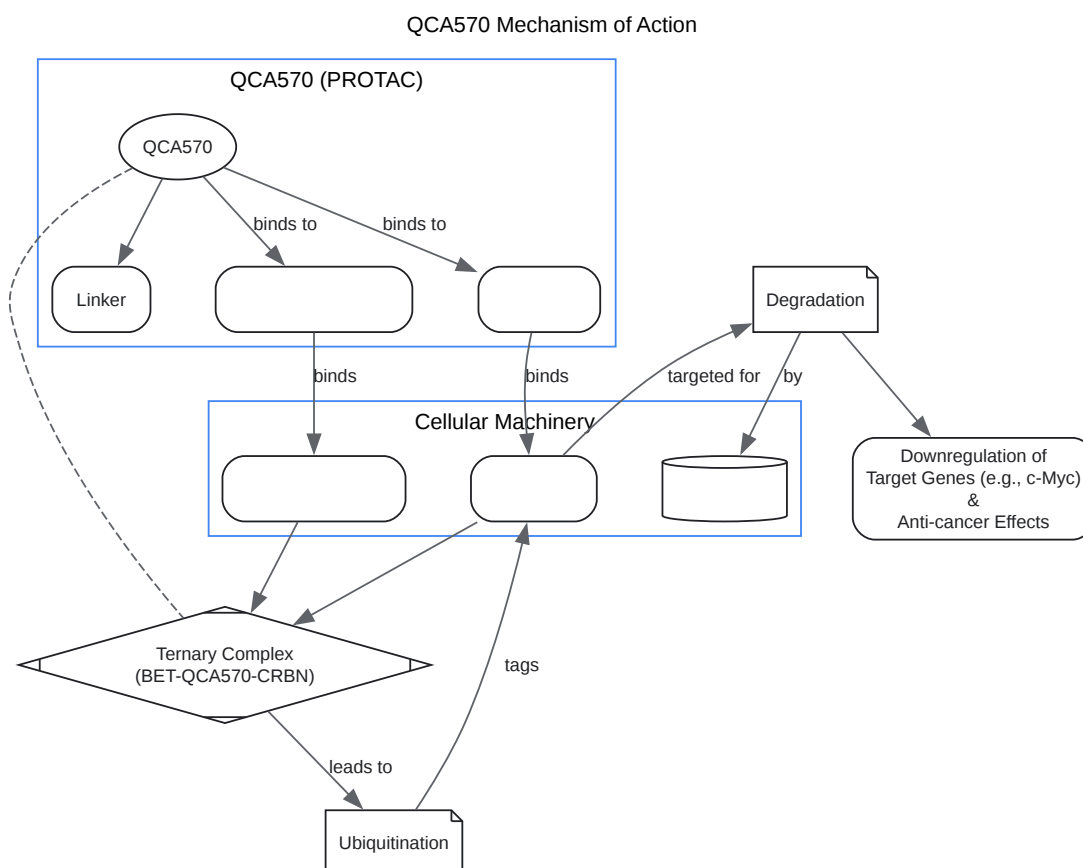 QCA570 Mechanism of Action
QCA570 (PROTAC)
QCA570
binds to
binds to
Linker
Degradation
binds
binds
targeted for
by
Cellular Machinery
Downregulation of
Target Genes (e.g., c-Myc)
&
Anti-cancer Effects
Ternary Complex
(BET-QCA570-CRBN)
tags
leads to
Ubiquitination